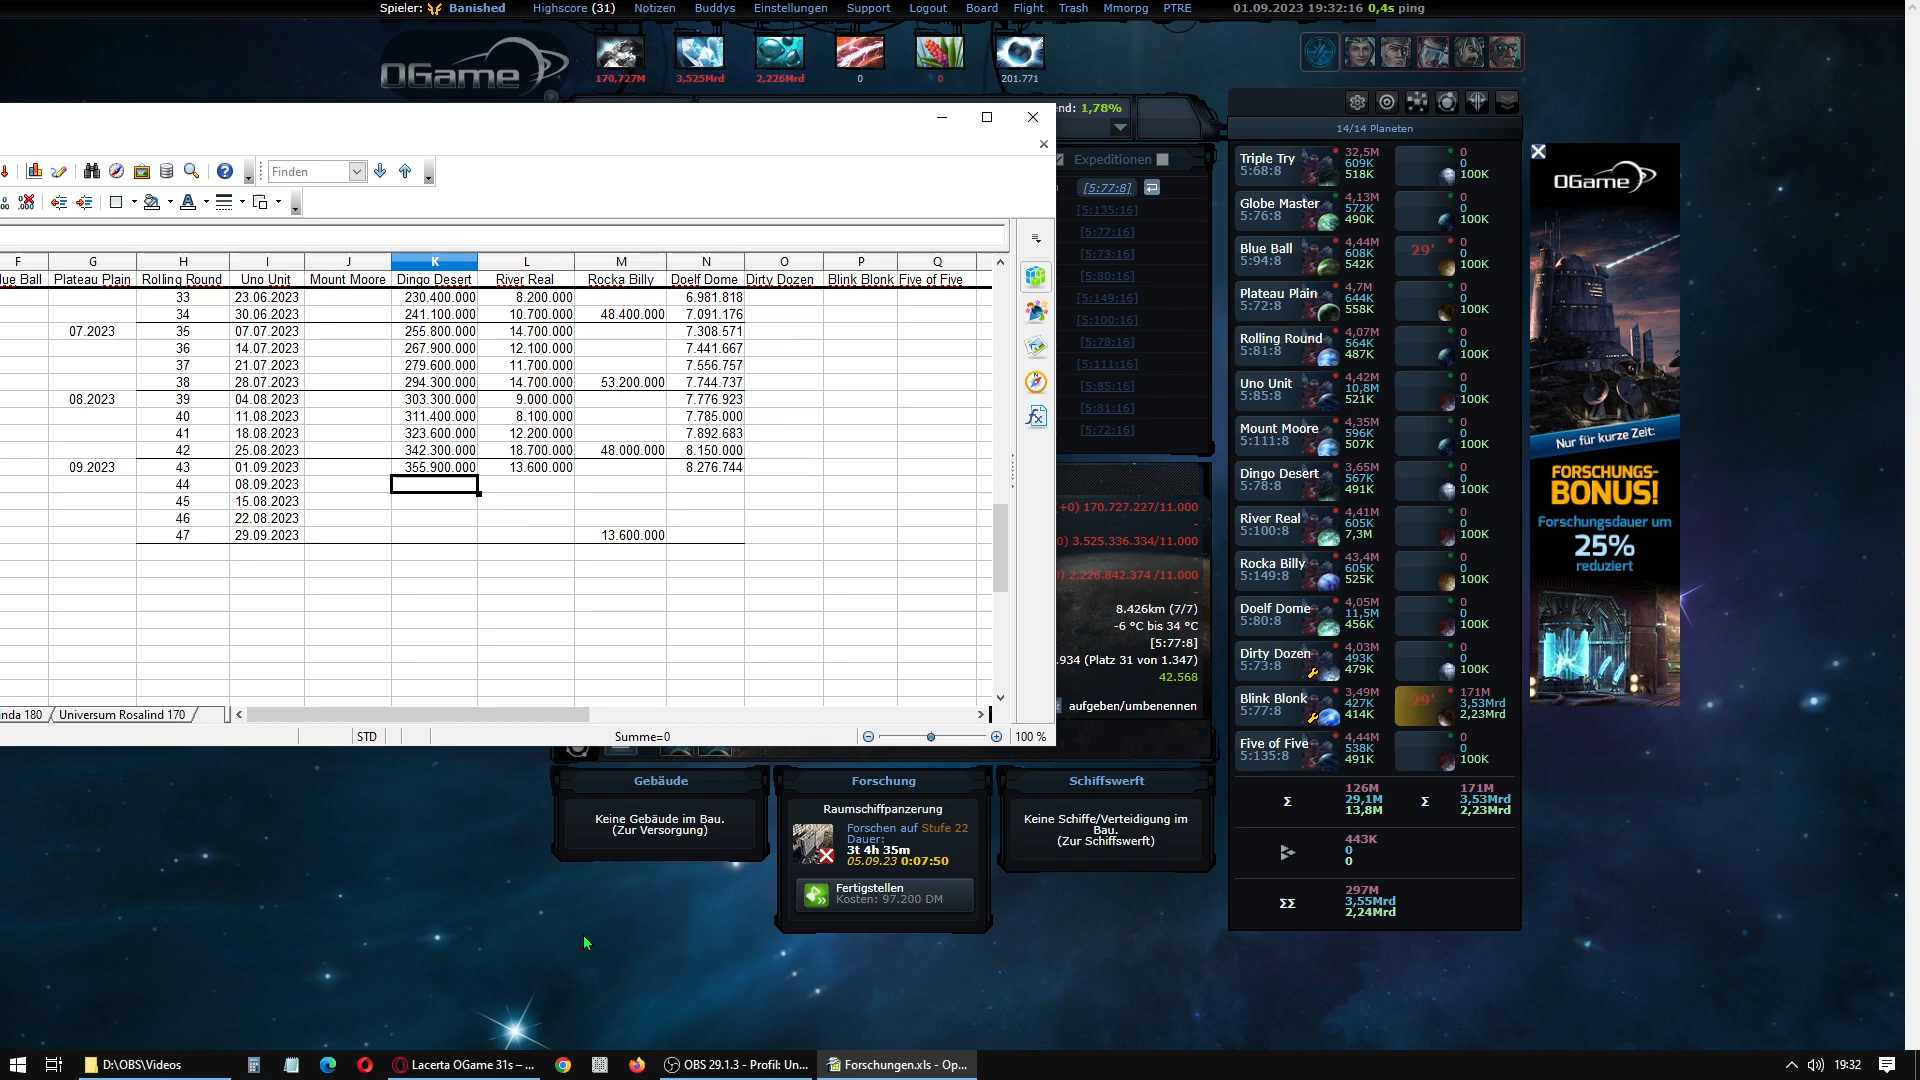 Spieler: Banished Highscore (31) Notizen Buddys Einstellungen Support Logout Board Flight Trash Mmorpg PTRE 01.09.2023 19:32:16 0,4s ping
OGame
170,727M 3,525Mrd 2,226Mrd 0 0 201.771
end: 1,78%
14/14 Planeten
Expeditionen
[5:77:8]
[5:135:16]
[5:77:16]
[5:73:16]
[5:80:16]
[5:149:16]
[5:100:16]
[5:78:16]
[5:111:16]
[5:85:16]
[5:81:16]
[5:72:16]
Finden
F G H I J K L M N O P Q
lue Ball Plateau Plain Rolling Round Uno Unit Mount Moore Dingo Desert River Real Rocka Billy Doelf Dome Dirty Dozen Blink Blonk Five of Five
33 23.06.2023 230.400.000 8.200.000 6.981.818
34 30.06.2023 241.100.000 10.700.000 48.400.000 7.091.176
07.2023 35 07.07.2023 255.800.000 14.700.000 7.308.571
36 14.07.2023 267.900.000 12.100.000 7.441.667
37 21.07.2023 279.600.000 11.700.000 7.556.757
38 28.07.2023 294.300.000 14.700.000 53.200.000 7.744.737
08.2023 39 04.08.2023 303.300.000 9.000.000 7.776.923
40 11.08.2023 311.400.000 8.100.000 7.785.000
41 18.08.2023 323.600.000 12.200.000 7.892.683
42 25.08.2023 342.300.000 18.700.000 48.000.000 8.150.000
09.2023 43 01.09.2023 355.900.000 13.600.000 8.276.744
44 08.09.2023
45 15.08.2023
46 22.08.2023
47 29.09.2023 13.600.000
inda 180 Universum Rosalind 170
STD Summe=0 100 %
+0) 170.727.227/11.000
-
0) 3.525.336.334/11.000
-
) 2.226.842.374 /11.000
-
8.426km (7/7)
-6 °C bis 34 °C
[5:77:8]
.934 (Platz 31 von 1.347)
42.568
aufgeben/umbenennen
Triple Try 5:68:8 32,5M 609K 518K 0 0 100K
Globe Master 5:76:8 4,13M 572K 490K 0 0 100K
Blue Ball 5:94:8 4,44M 608K 542K 29' 0 0 100K
Plateau Plain 5:72:8 4,7M 644K 558K 0 0 100K
Rolling Round 5:81:8 4,07M 564K 487K 0 0 100K
Uno Unit 5:85:8 4,42M 10,8M 521K 0 0 100K
Mount Moore 5:111:8 4,35M 596K 507K 0 0 100K
Dingo Desert 5:78:8 3,65M 567K 491K 0 0 100K
River Real 5:100:8 4,41M 605K 7,3M 0 0 100K
Rocka Billy 5:149:8 43,4M 605K 525K 0 0 100K
Doelf Dome 5:80:8 4,05M 11,5M 456K 0 0 100K
Dirty Dozen 5:73:8 4,03M 493K 479K 0 0 100K
Blink Blonk 5:77:8 3,49M 427K 414K 29' 171M 3,53Mrd 2,23Mrd
Five of Five 5:135:8 4,44M 538K 491K 0 0 100K
Σ 126M 29,1M 13,8M Σ 171M 3,53Mrd 2,23Mrd
443K 0 0
ΣΣ 297M 3,55Mrd 2,24Mrd
OGame
Nur für kurze Zeit:
FORSCHUNGS-
BONUS!
Forschungsdauer um
25%
reduziert
Gebäude
Keine Gebäude im Bau.
(Zur Versorgung)
Forschung
Raumschiffpanzerung
Forschen auf Stufe 22
Dauer:
3t 4h 35m
05.09.23 0:07:50
Fertigstellen
Kosten: 97.200 DM
Schiffswerft
Keine Schiffe/Verteidigung im
Bau.
(Zur Schiffswerft)
D:\OBS\Videos Lacerta OGame 31s – ... OBS 29.1.3 - Profil: Un... Forschungen.xls - Op... 19:32